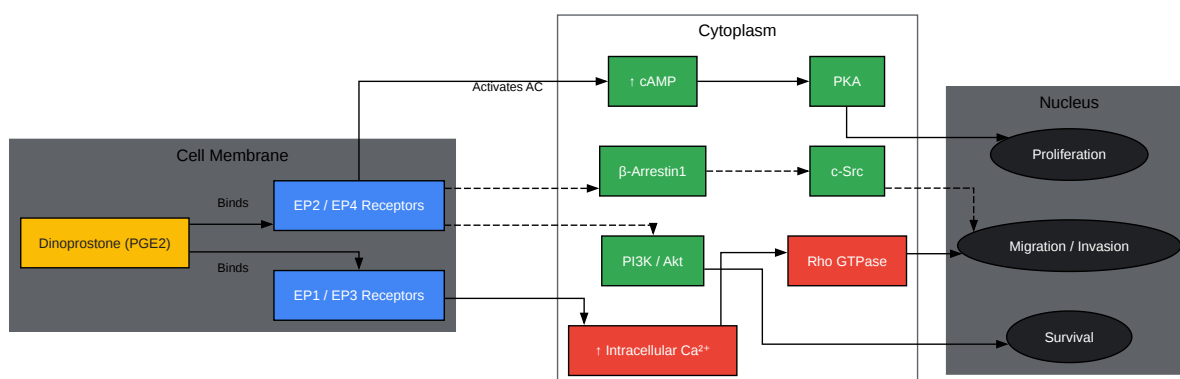 Cytoplasm
↑ cAMP
PKA
Activates AC
Nucleus
Cell Membrane
Proliferation
β-Arrestin1
c-Src
Binds
EP2 / EP4 Receptors
Dinoprostone (PGE2)
Migration / Invasion
PI3K / Akt
Rho GTPase
Binds
EP1 / EP3 Receptors
Survival
↑ Intracellular Ca²⁺